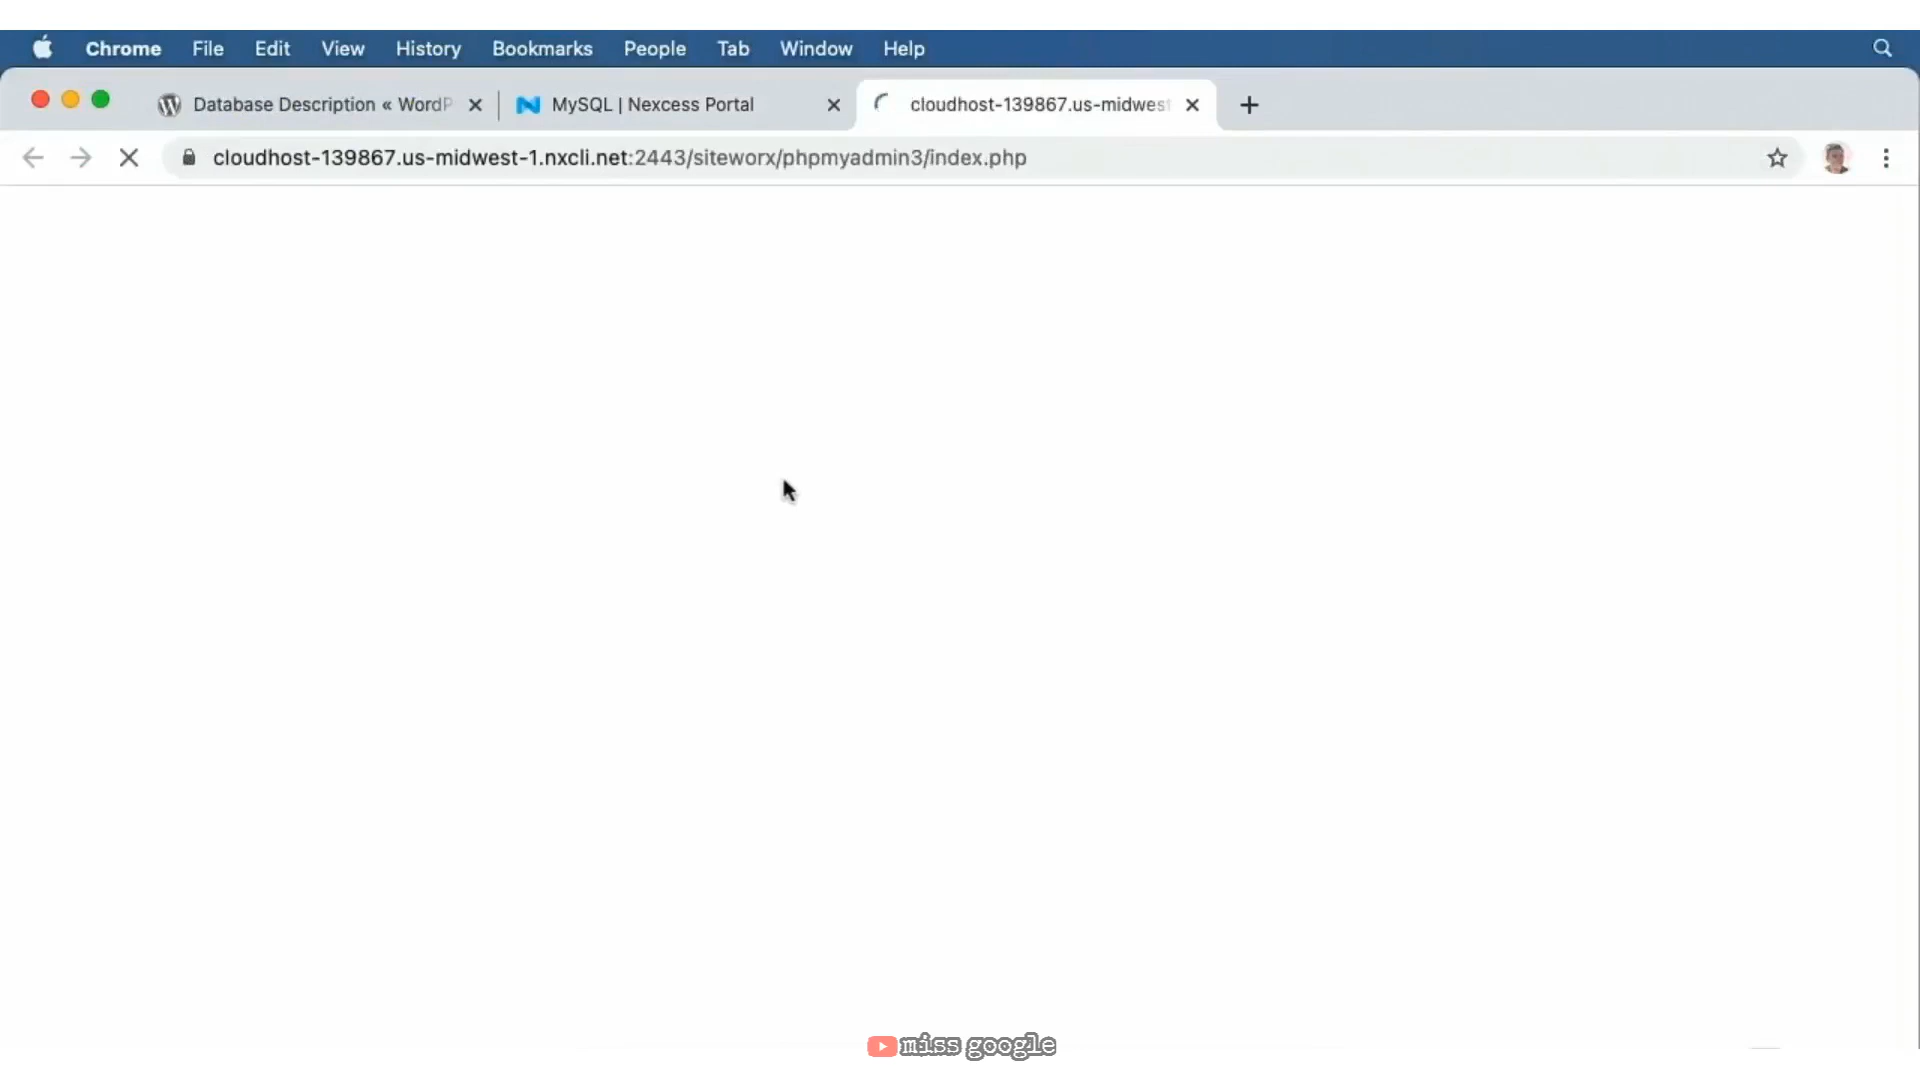 Chrome File Edit View History Bookmarks People Tab Window Help
Database Description « WordP MySQL | Nexcess Portal cloudhost-139867.us-midwest
cloudhost-139867.us-midwest-1.nxcli.net:2443/siteworx/phpmyadmin3/index.php
miss google